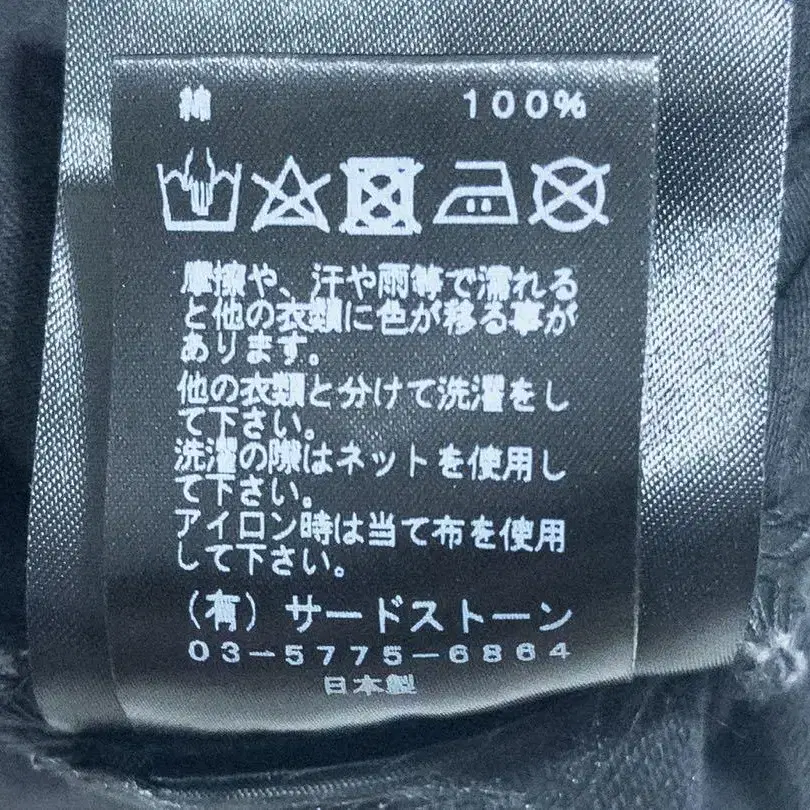 綿 100%
摩擦や、汗や雨等で濡れる
と他の衣類に色が移る事が
あります。
他の衣類と分けて洗濯をし
て下さい。
洗濯の際はネットを使用し
て下さい。
アイロン時は当て布を使用
して下さい。
(有)サードストーン
03-5775-6864
日本製